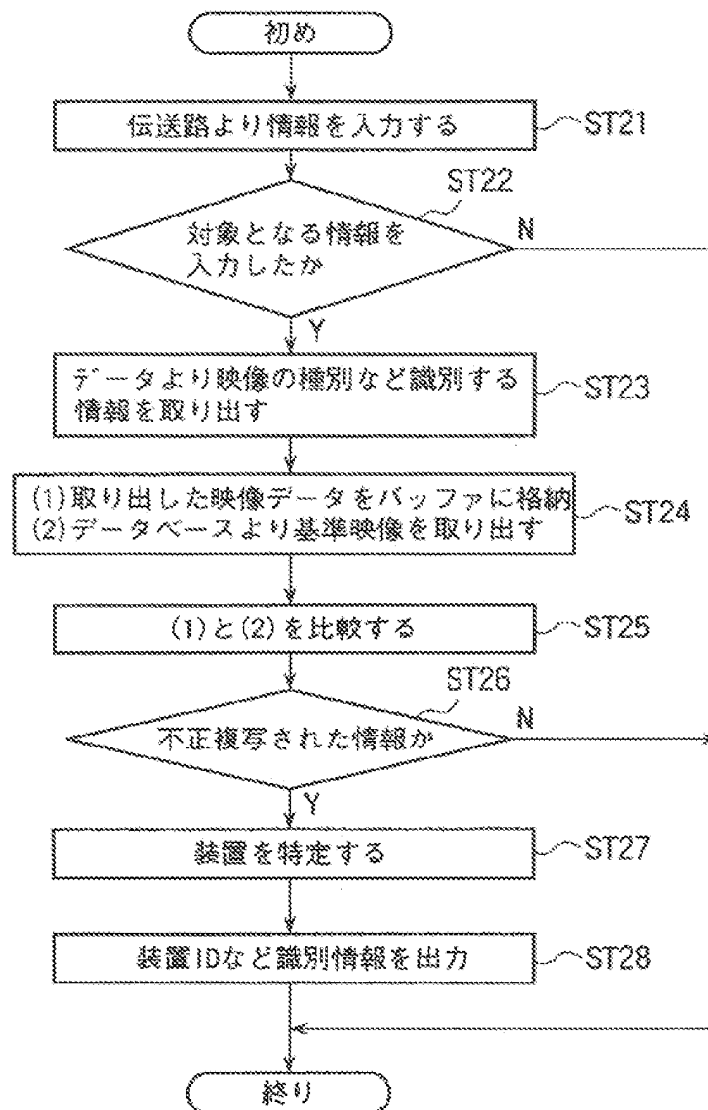 初め
伝送路より情報を入力する
ST21
ST22
対象となる情報を
入力したか
N
Y
データより映像の種別など識別する
情報を取り出す
ST23
(1)取り出した映像データをバッファに格納
(2)データベースより基準映像を取り出す
ST24
(1)と(2)を比較する
ST25
ST26
不正複写された情報か
N
Y
装置を特定する
ST27
装置IDなど識別情報を出力
ST28
終り